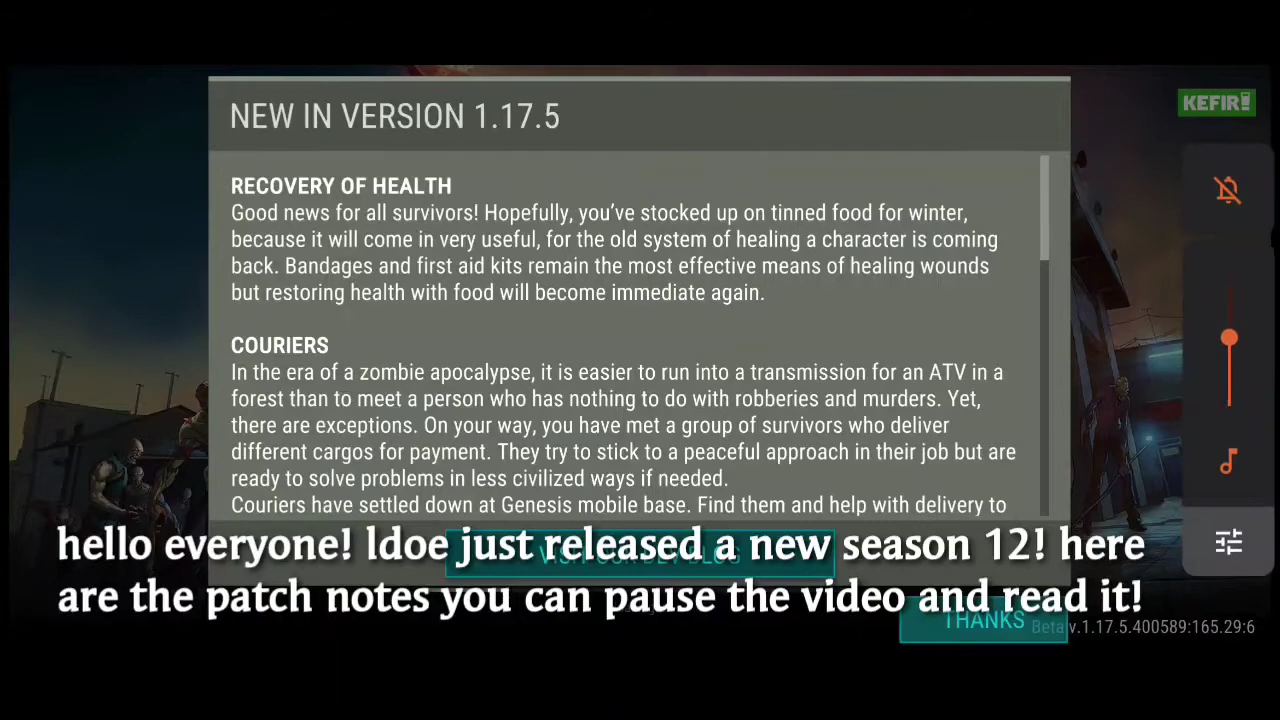 NEW IN VERSION 1.17.5
KEFIR!
RECOVERY OF HEALTH
Good news for all survivors! Hopefully, you've stocked up on tinned food for winter,
because it will come in very useful, for the old system of healing a character is coming
back. Bandages and first aid kits remain the most effective means of healing wounds
but restoring health with food will become immediate again.
COURIERS
In the era of a zombie apocalypse, it is easier to run into a transmission for an ATV in a
forest than to meet a person who has nothing to do with robberies and murders. Yet,
there are exceptions. On your way, you have met a group of survivors who deliver
different cargos for payment. They try to stick to a peaceful approach in their job but are
ready to solve problems in less civilized ways if needed.
Couriers have settled down at Genesis mobile base. Find them and help with delivery to
VISIT OUR DEV BLOG
hello everyone! ldoe just released a new season 12! here
are the patch notes you can pause the video and read it!
THANKS
Beta v.1.17.5.400589:165.29:6